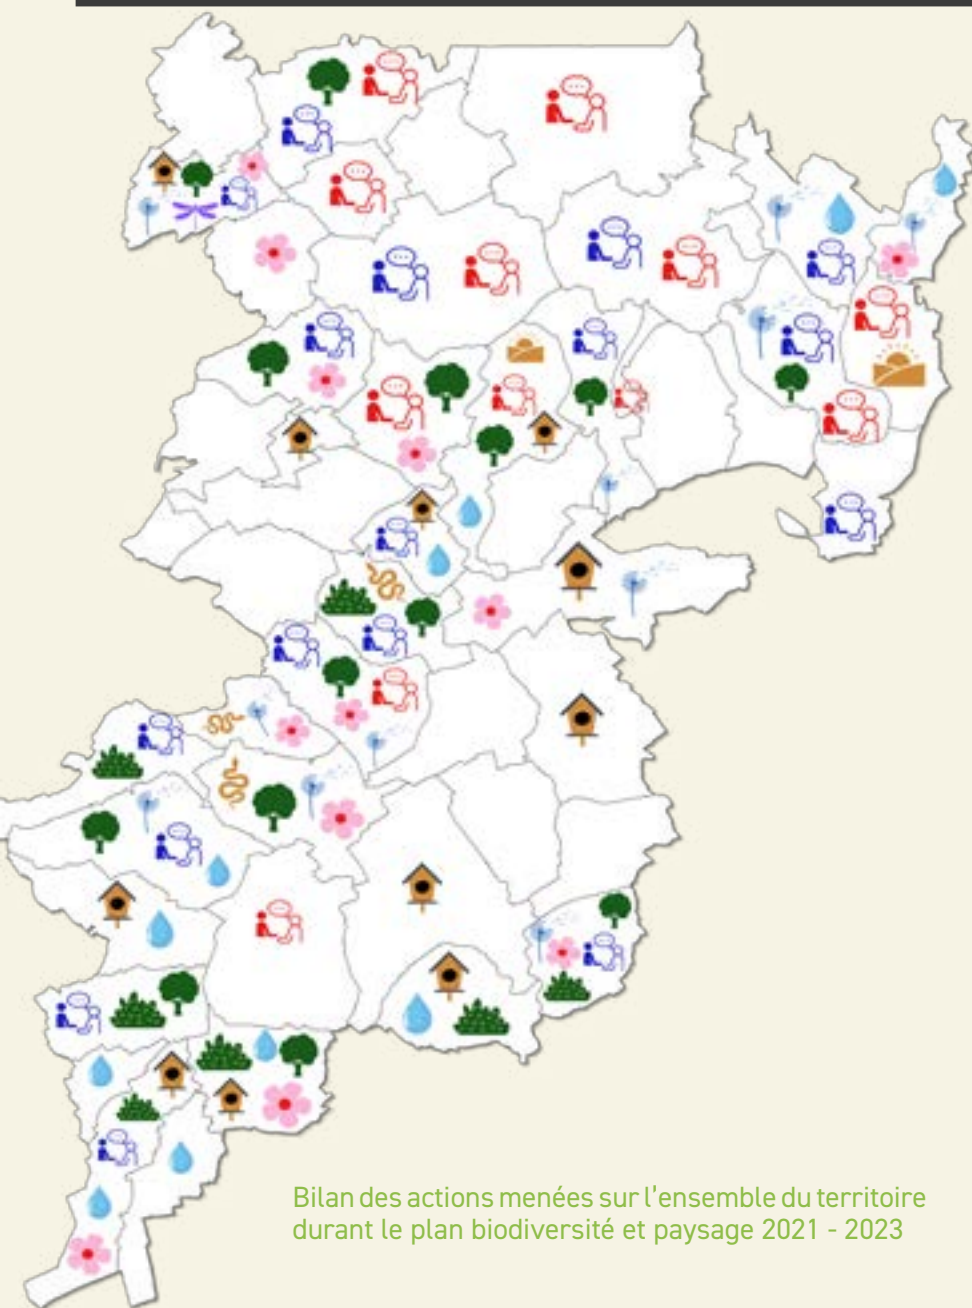 Bilan des actions menées sur l'ensemble du territoire
durant le plan biodiversité et paysage 2021 - 2023